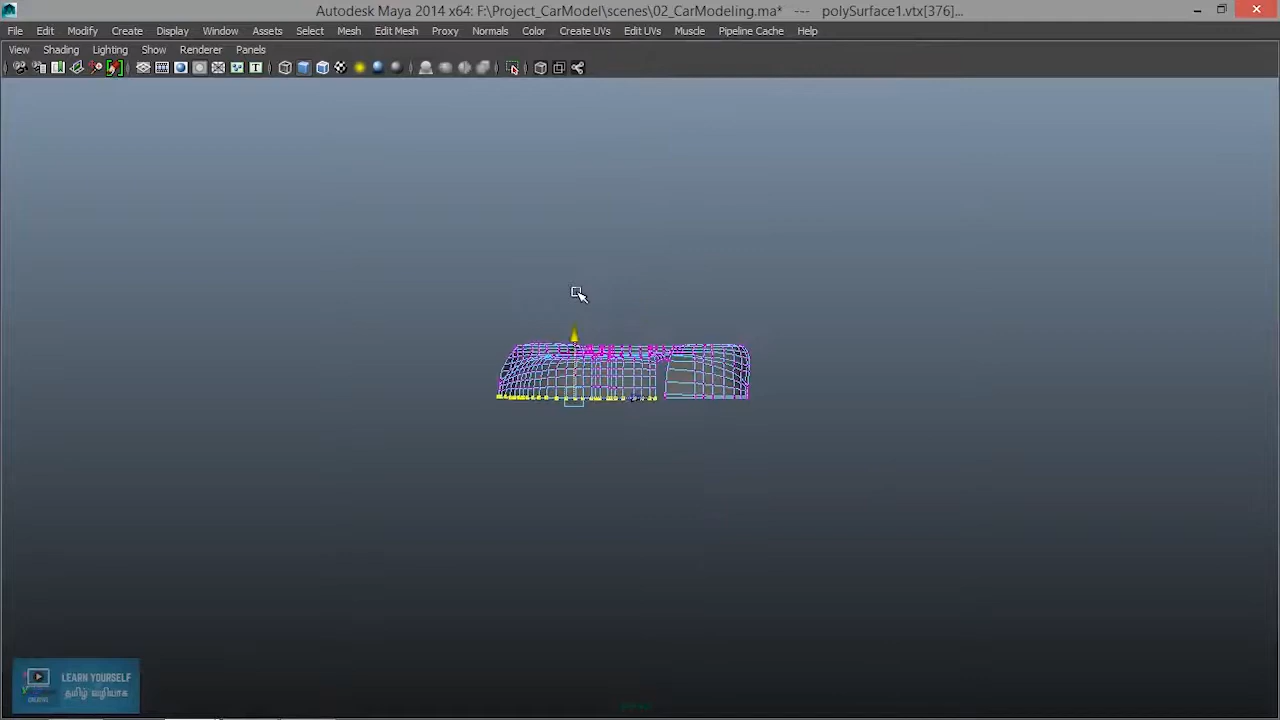 Autodesk Maya 2014 x64: F:\Project_CarModel\scenes\02_CarModeling.ma* --- polySurface1.vtx[376]...
File Edit Modify Create Display Window Assets Select Mesh Edit Mesh Proxy Normals Color Create UVs Edit UVs Muscle Pipeline Cache Help
View Shading Lighting Show Renderer Panels
LEARN YOURSELF
தமிழ் வழியாக